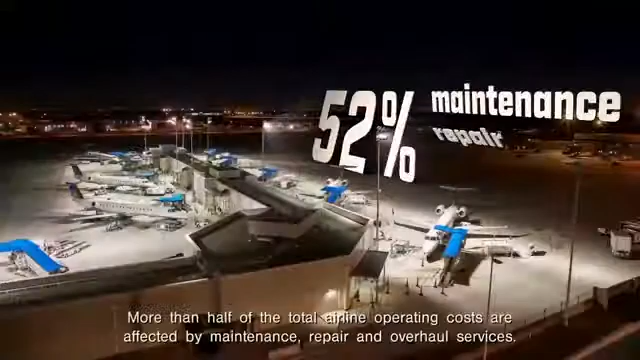 52%
maintenance
repair
More than half of the total airline operating costs are
affected by maintenance, repair and overhaul services.